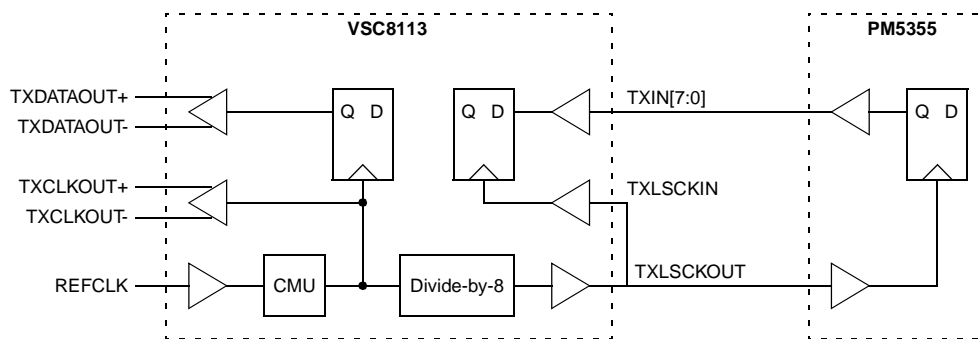 VSC8113
PM5355
TXDATAOUT+
TXDATAOUT-
Q D
Q D
TXIN[7:0]
Q D
TXCLKOUT+
TXCLKOUT-
TXLSCKIN
REFCLK
CMU
Divide-by-8
TXLSCKOUT